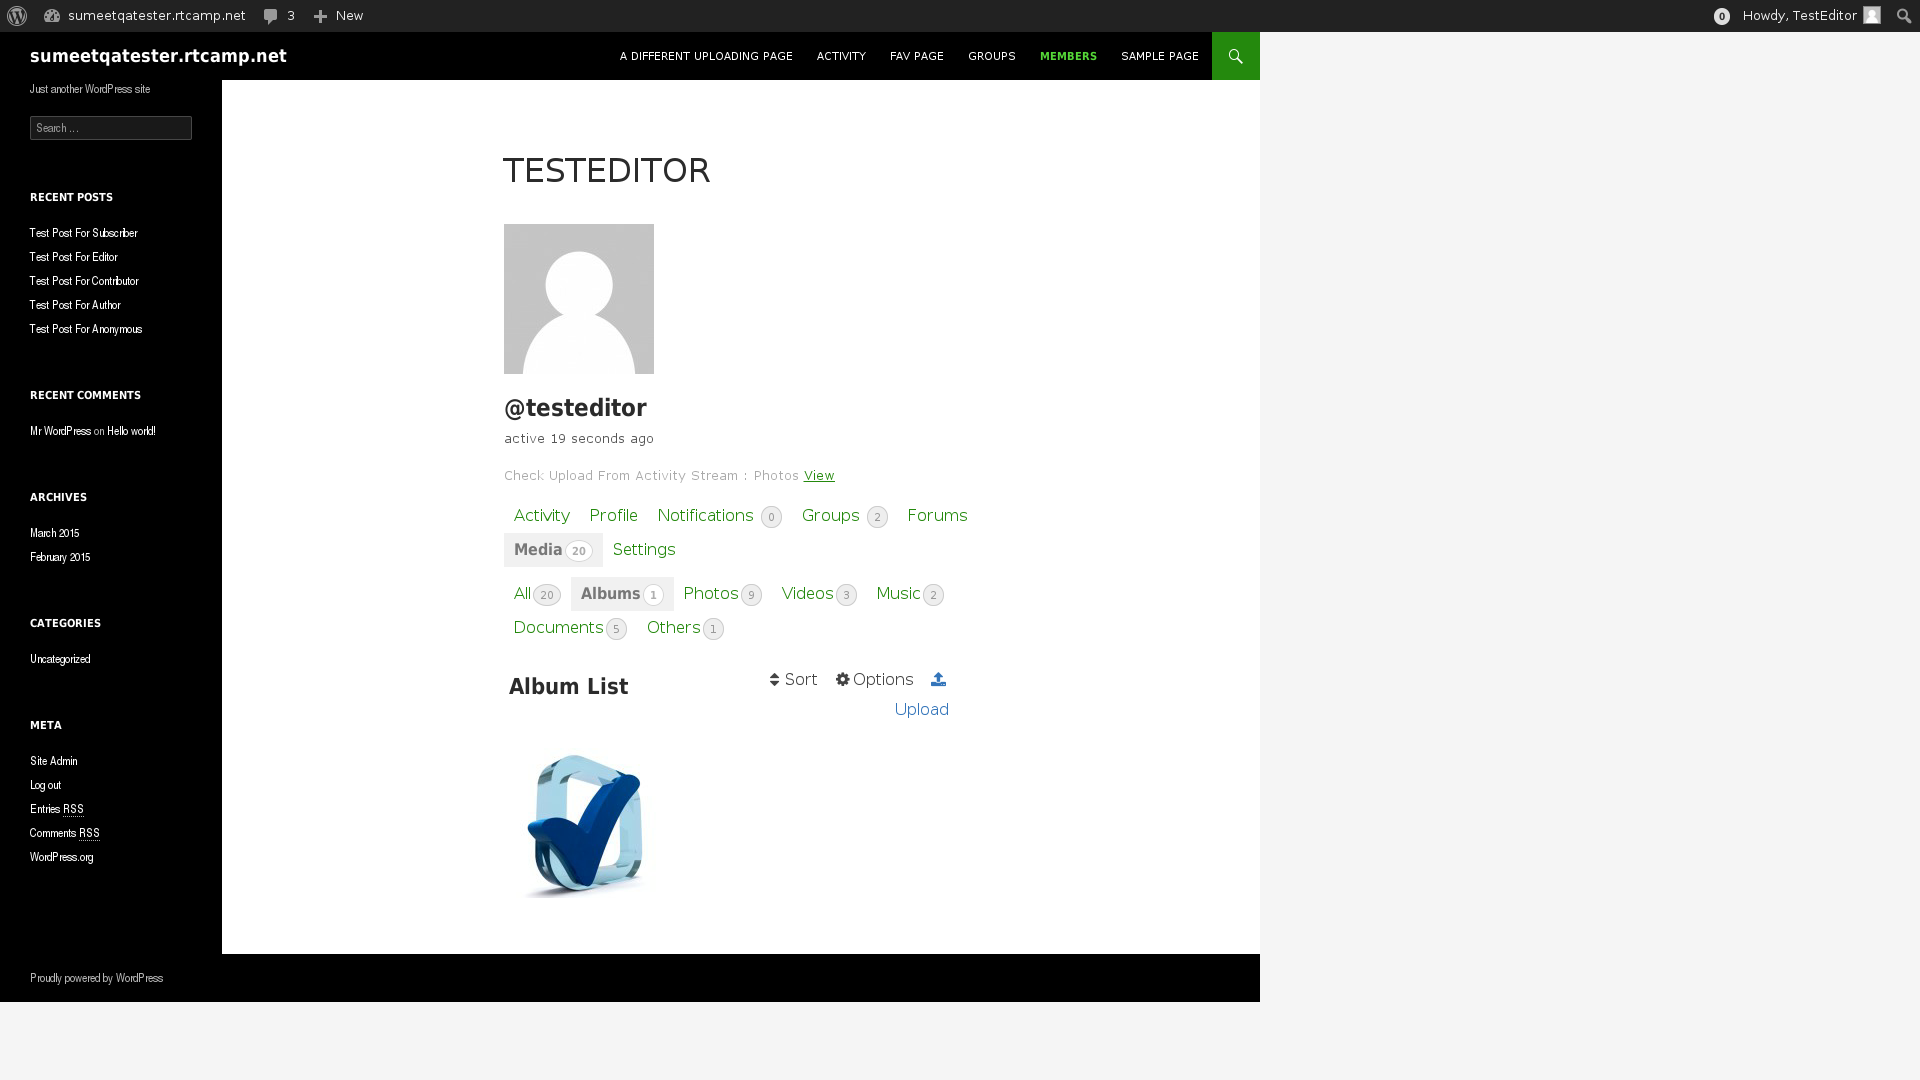 sumeetqatester.rtcamp.net 3 New 0 Howdy, TestEditor
sumeetqatester.rtcamp.net A DIFFERENT UPLOADING PAGE ACTIVITY FAV PAGE GROUPS MEMBERS SAMPLE PAGE
Just another WordPress site
Search ...
RECENT POSTS
Test Post For Subscriber
Test Post For Editor
Test Post For Contributor
Test Post For Author
Test Post For Anonymous
RECENT COMMENTS
Mr WordPress on Hello world!
ARCHIVES
March 2015
February 2015
CATEGORIES
Uncategorized
META
Site Admin
Log out
Entries RSS
Comments RSS
WordPress.org
TESTEDITOR
@testeditor
active 19 seconds ago
Check Upload From Activity Stream : Photos View
Activity Profile Notifications 0 Groups 2 Forums
Media 20 Settings
All 20 Albums 1 Photos 9 Videos 3 Music 2
Documents 5 Others 1
Album List Sort Options
Upload
Proudly powered by WordPress